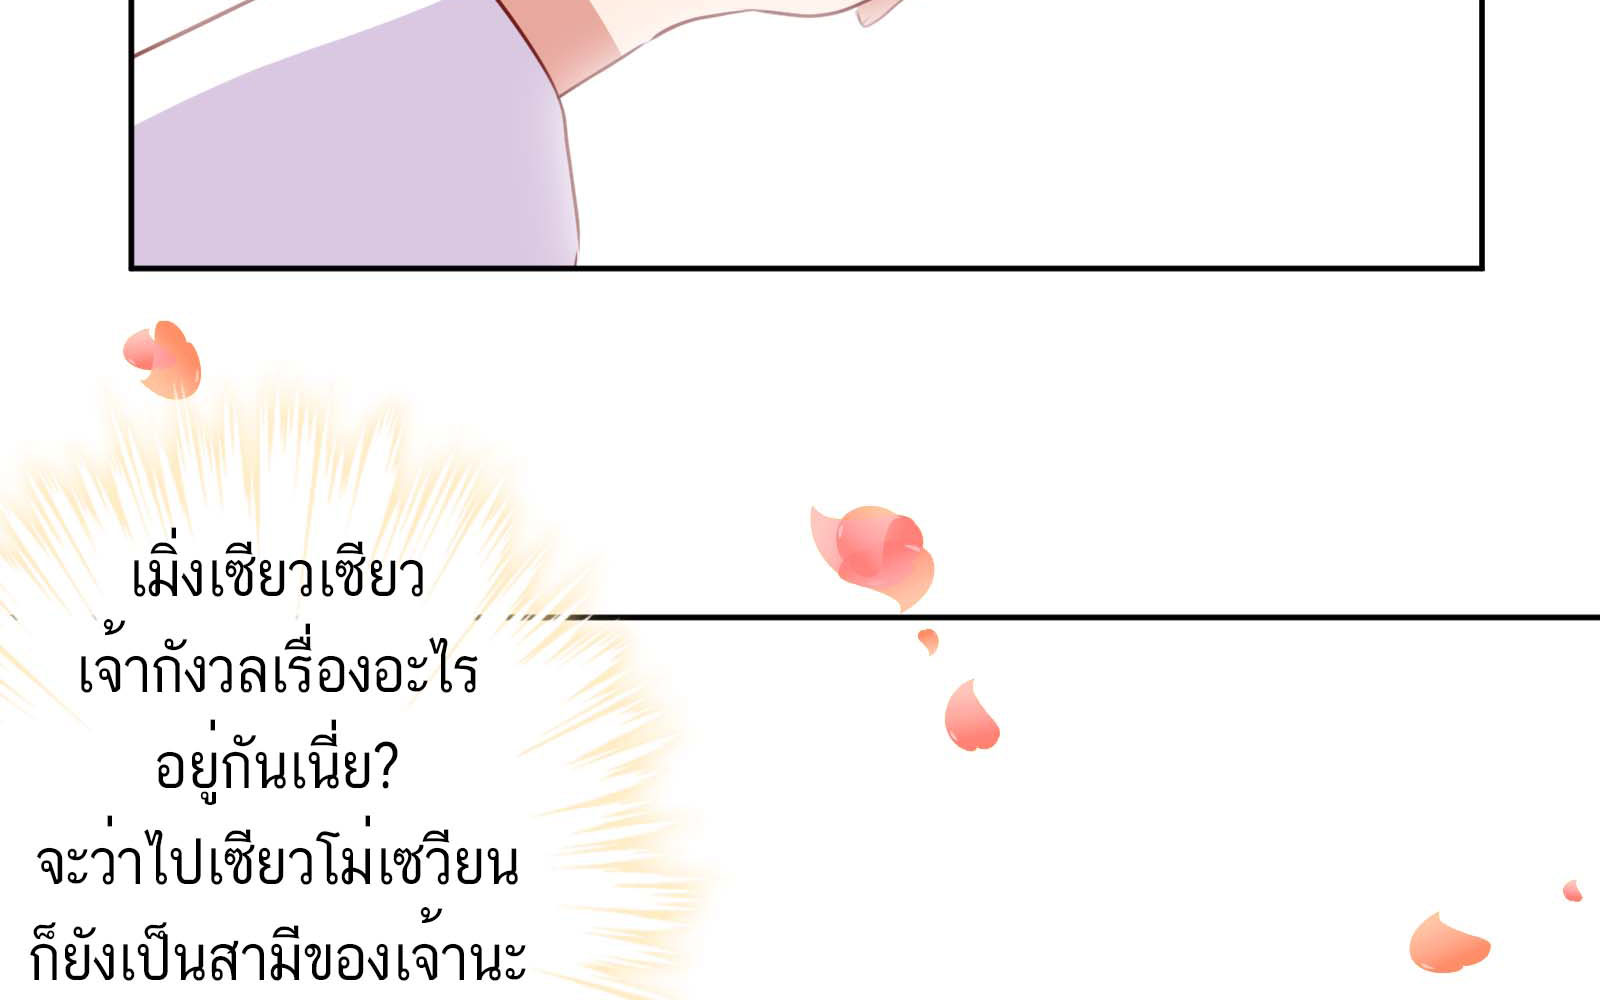 เมิ่งเซียวเซียว
เจ้ากังวลเรื่องอะไร
อยู่กันเนี่ย?
จะว่าไปเซียวโม่เซวียน
ก็ยังเป็นสามีของเจ้านะ